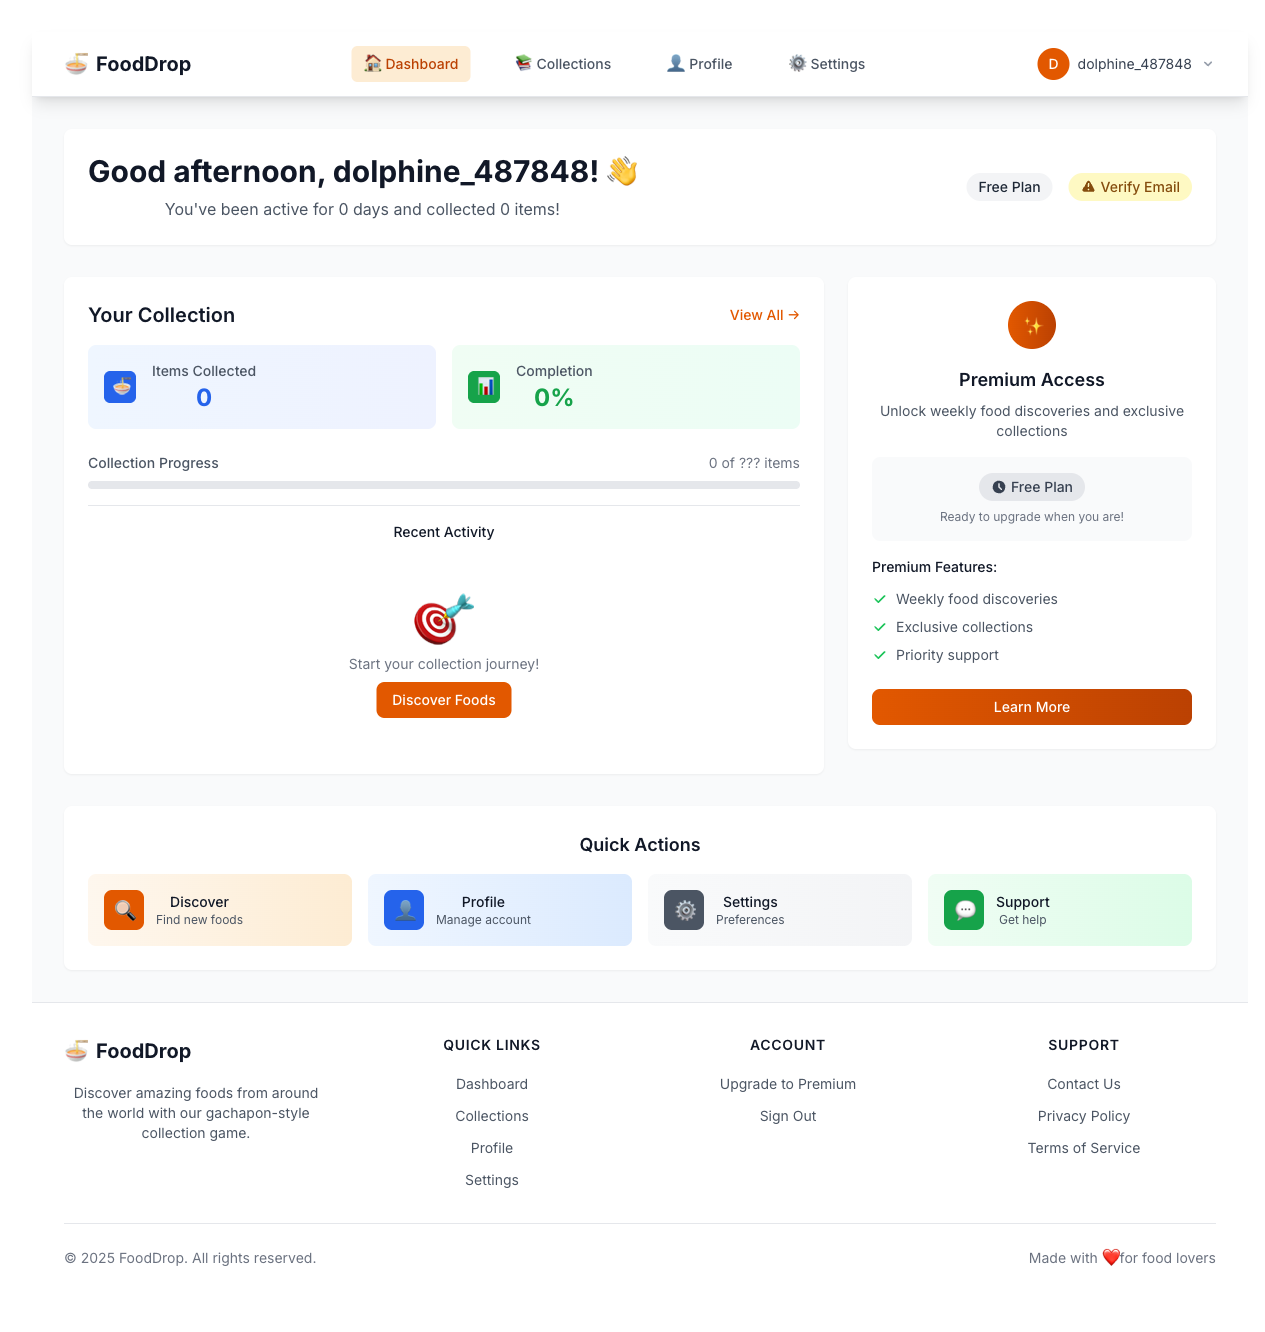 🍜 FoodDrop
🏠 Dashboard
📚 Collections
👤 Profile
⚙️ Settings
D
dolphine_487848
Good afternoon, dolphine_487848! 👋
You've been active for 0 days and collected 0 items!
Free Plan
Verify Email
Your Collection
View All →
Items Collected
0
Completion
0%
Collection Progress
0 of ??? items
Recent Activity
Start your collection journey!
Discover Foods
Premium Access
Unlock weekly food discoveries and exclusive
collections
Free Plan
Ready to upgrade when you are!
Premium Features:
Weekly food discoveries
Exclusive collections
Priority support
Learn More
Quick Actions
Discover
Find new foods
Profile
Manage account
Settings
Preferences
Support
Get help
🍜 FoodDrop
Discover amazing foods from around
the world with our gachapon-style
collection game.
QUICK LINKS
Dashboard
Collections
Profile
Settings
ACCOUNT
Upgrade to Premium
Sign Out
SUPPORT
Contact Us
Privacy Policy
Terms of Service
© 2025 FoodDrop. All rights reserved.
Made with ❤️for food lovers